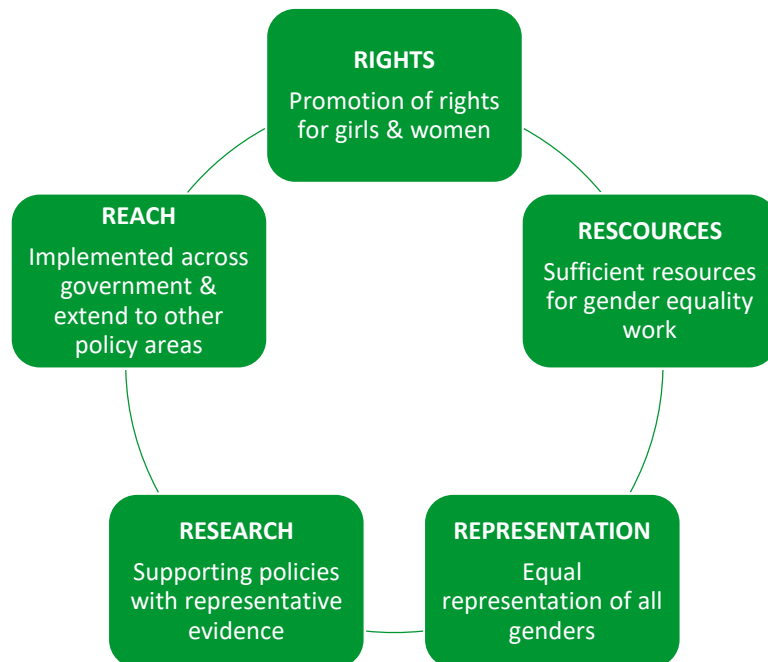 RIGHTS
Promotion of rights
for girls & women
RESCOURCES
Sufficient resources
for gender equality
work
REPRESENTATION
Equal
representation of all
genders
RESEARCH
Supporting policies
with representative
evidence
REACH
Implemented across
government &
extend to other
policy areas